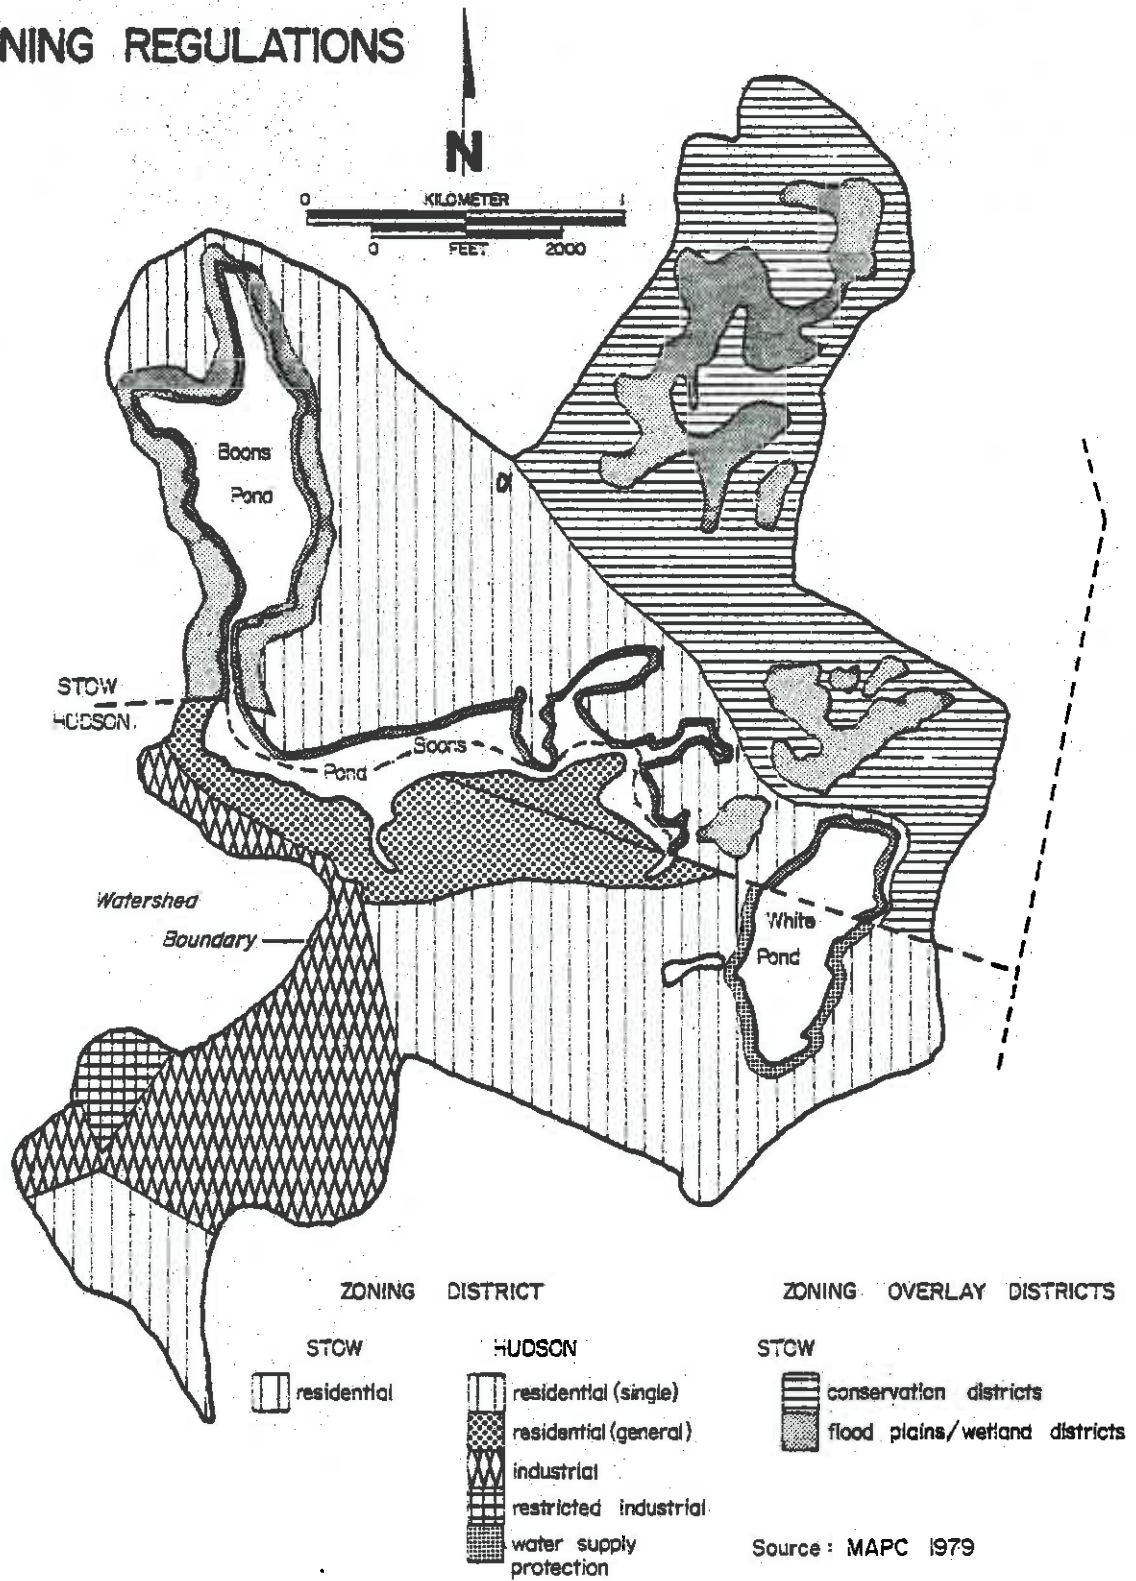 NING REGULATIONS
N
0 KILOMETER 1
0 FEET 2000
Boons
Pond
STOW
HUDSON
Boons
Pond
Watershed
Boundary
White
Pond
ZONING DISTRICT
STOW
residential
HUDSON
residential (single)
residential (general)
industrial
restricted industrial
water supply
protection
ZONING OVERLAY DISTRICTS
STOW
conservation districts
flood plains/wetland districts
Source: MAPC 1979